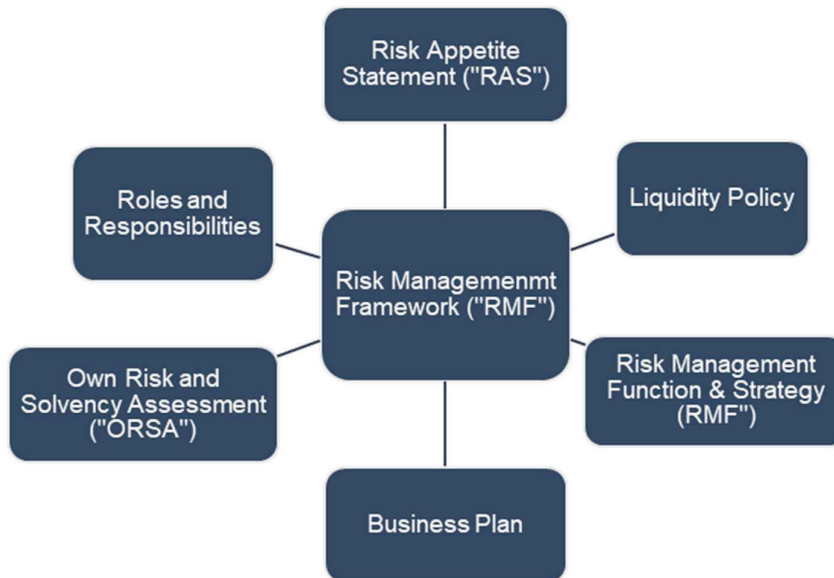 Risk Appetite
Statement ("RAS")
Roles and
Responsibilities
Liquidity Policy
Risk Managemenmt
Framework ("RMF")
Own Risk and
Solvency Assessment
("ORSA")
Risk Management
Function & Strategy
(RMF")
Business Plan